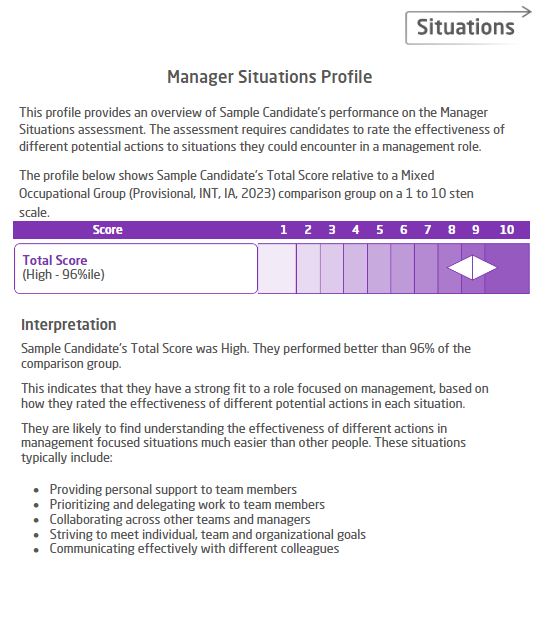 Situations
Manager Situations Profile
This profile provides an overview of Sample Candidate's performance on the Manager
Situations assessment. The assessment requires candidates to rate the effectiveness of
different potential actions to situations they could encounter in a management role.
The profile below shows Sample Candidate's Total Score relative to a Mixed
Occupational Group (Provisional, INT, IA, 2023) comparison group on a 1 to 10 sten
scale.
Score 1 2 3 4 5 6 7 8 9 10
Total Score
(High - 96%ile)
Interpretation
Sample Candidate's Total Score was High. They performed better than 96% of the
comparison group.
This indicates that they have a strong fit to a role focused on management, based on
how they rated the effectiveness of different potential actions in each situation.
They are likely to find understanding the effectiveness of different actions in
management focused situations much easier than other people. These situations
typically include:
• Providing personal support to team members
• Prioritizing and delegating work to team members
• Collaborating across other teams and managers
• Striving to meet individual, team and organizational goals
• Communicating effectively with different colleagues